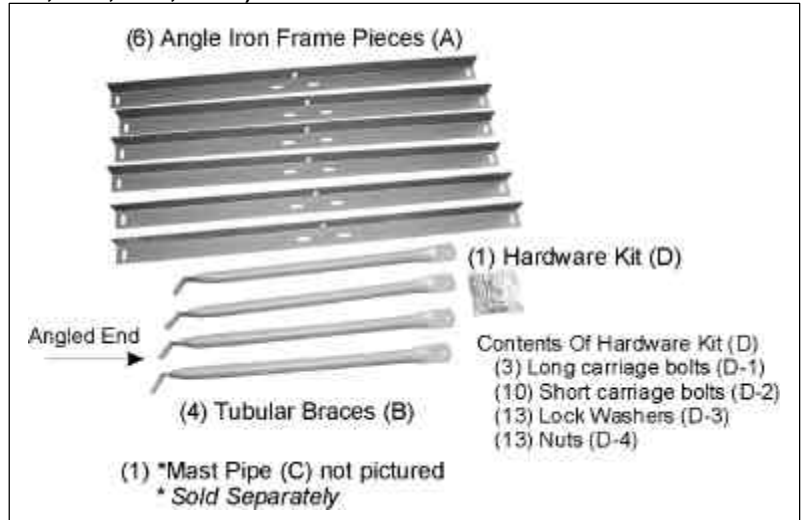 (6) Angle Iron Frame Pieces (A)
(1) Hardware Kit (D)
Angled End
Contents Of Hardware Kit (D)
(3) Long carriage bolts (D-1)
(10) Short carriage bolts (D-2)
(13) Lock Washers (D-3)
(13) Nuts (D-4)
(4) Tubular Braces (B)
(1) *Mast Pipe (C) not pictured
* Sold Separately